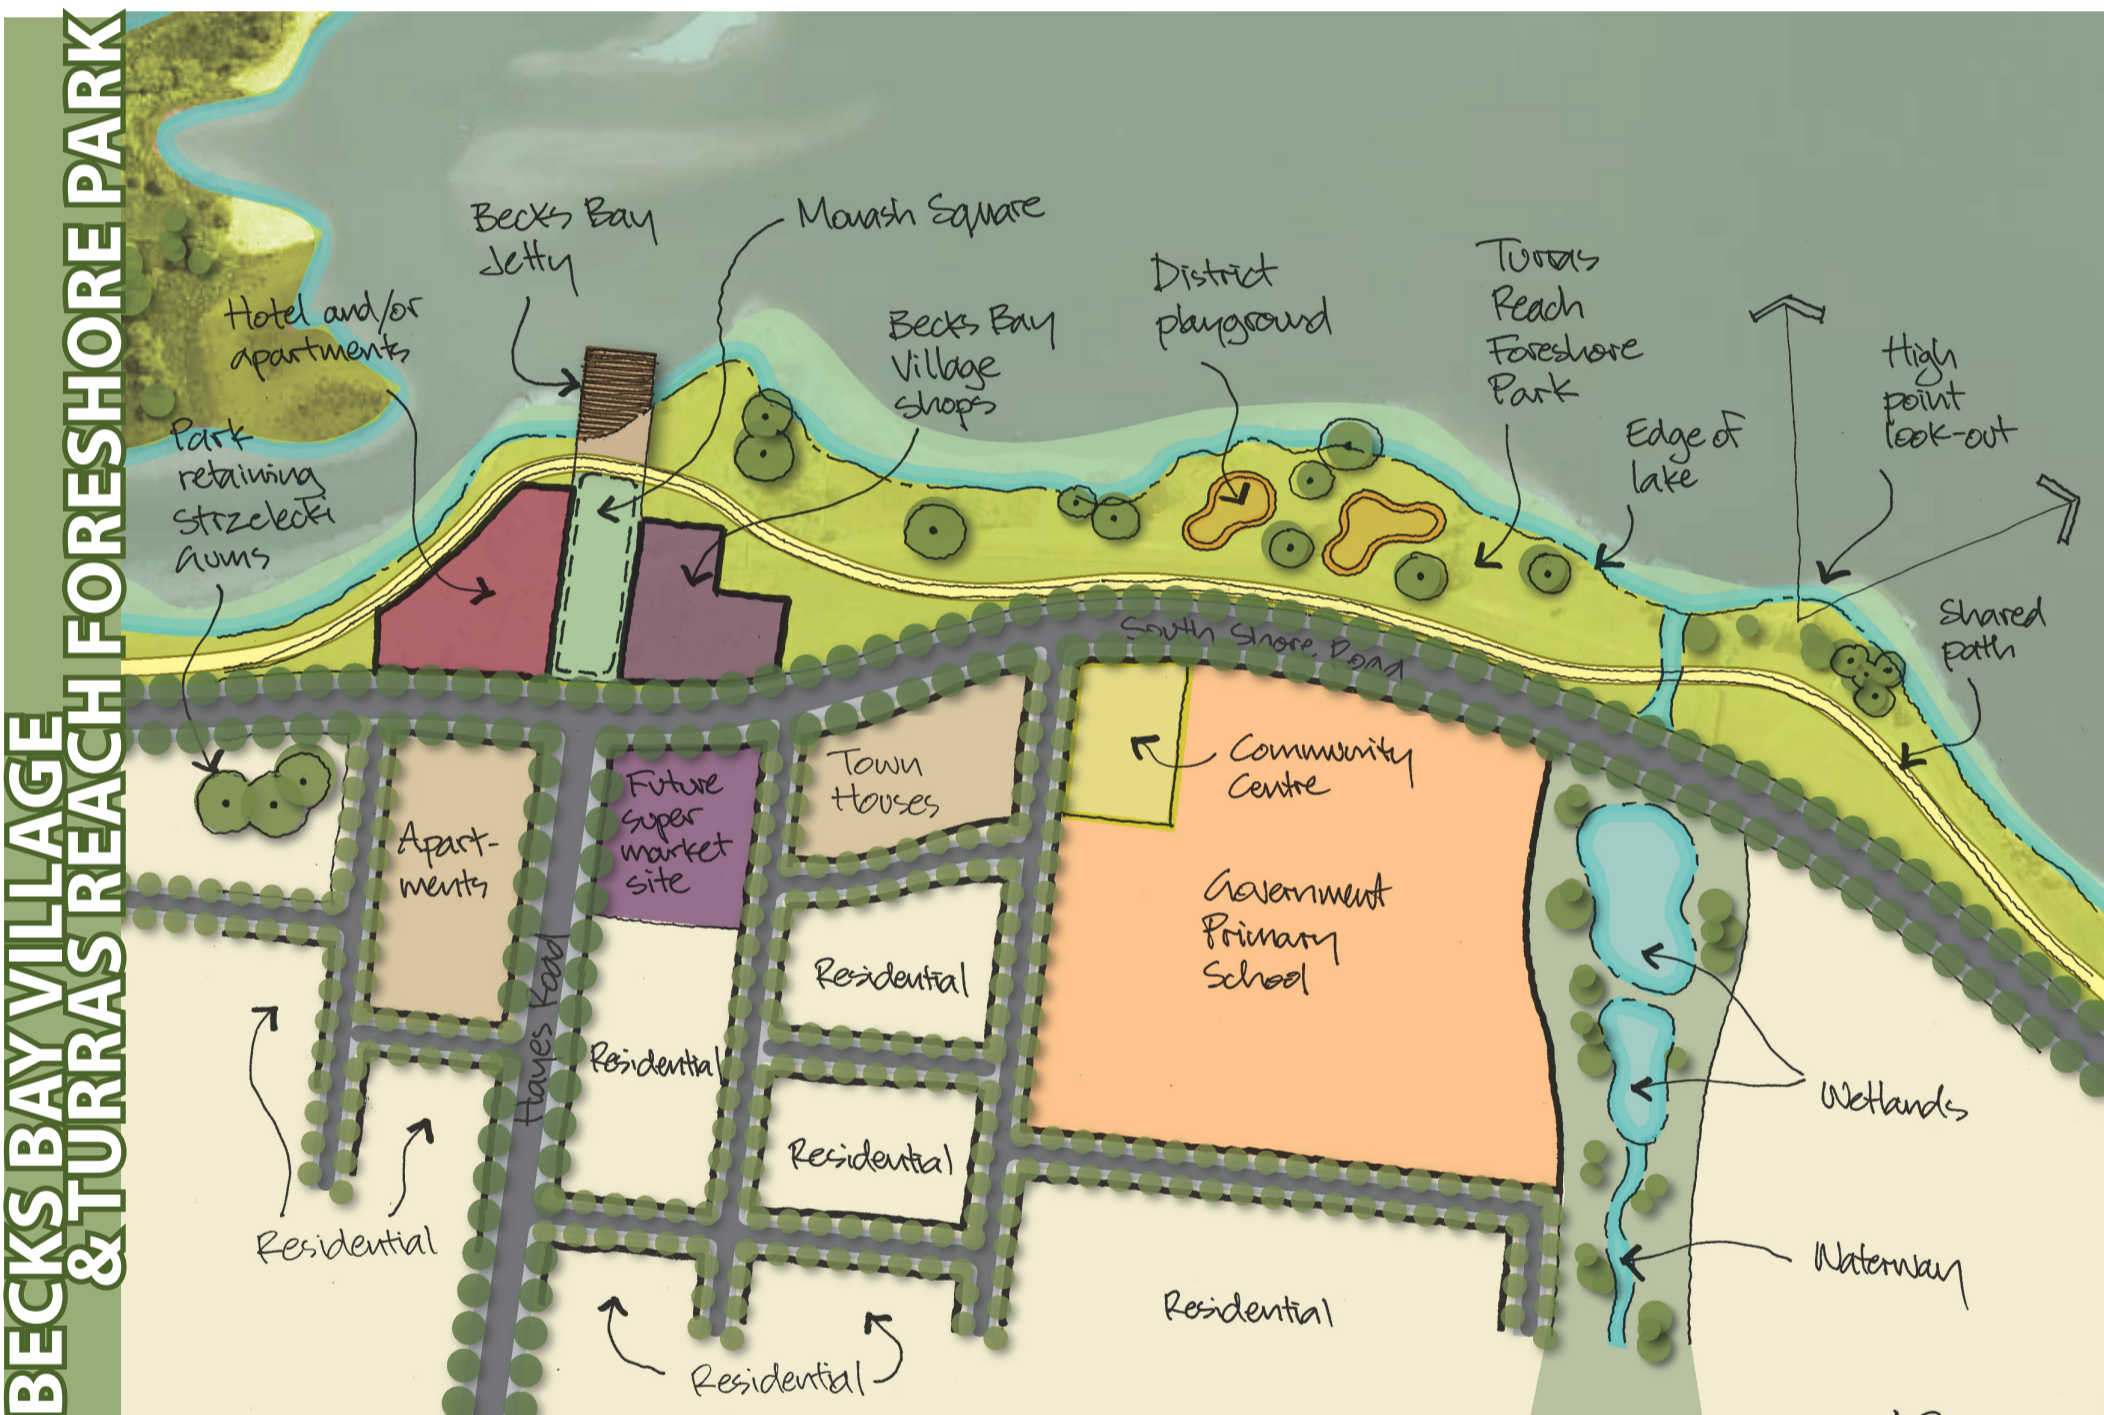 BECKS BAY VILLAGE
& TURRAS REACH FORESHORE PARK
Becks Bay
Jetty
Monash Square
Hotel and/or
apartments
Park
retaining
Strzelecki
Gums
Becks Bay
Village
shops
District
playground
Turras
Reach
Foreshore
Park
Edge of
lake
High
point
look-out
Shared
path
South Shore Road
Town
Houses
Future
super
market
site
Apart-
ments
Community
Centre
Government
Primary
School
Hayes Road
Residential
Residential
Residential
Residential
Residential
Residential
Wetlands
Waterway